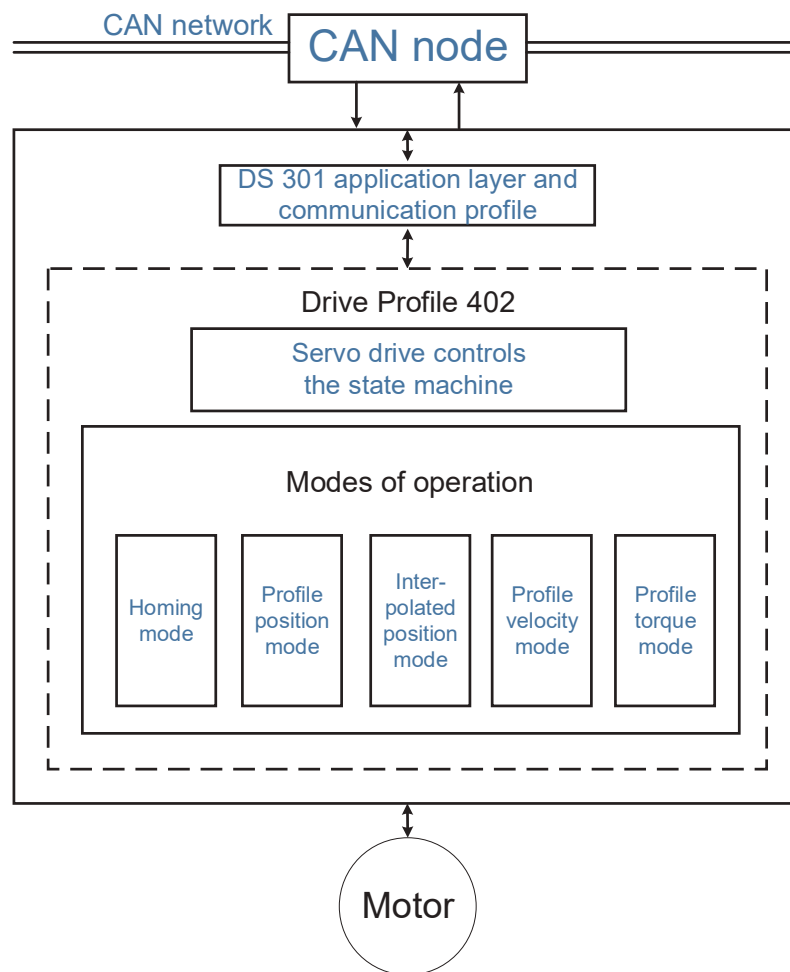 CAN network
CAN node
DS 301 application layer and
communication profile
Drive Profile 402
Servo drive controls
the state machine
Modes of operation
Homing
mode
Profile
position
mode
Inter-
polated
position
mode
Profile
velocity
mode
Profile
torque
mode
Motor